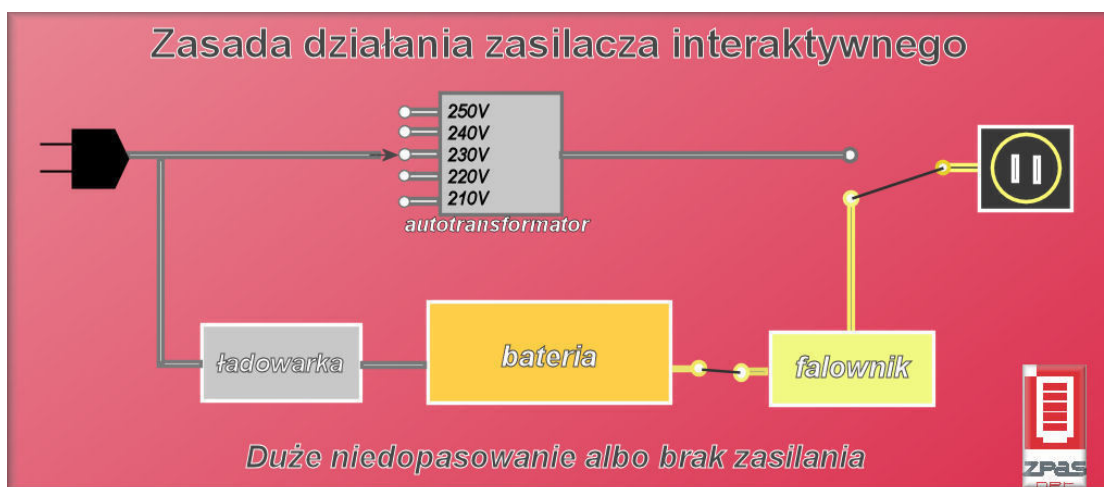 Zasada działania zasilacza interaktywnego
250V
240V
230V
220V
210V
autotransformator
ładowarka
bateria
falownik
Duże niedopasowanie albo brak zasilania
ZPAS